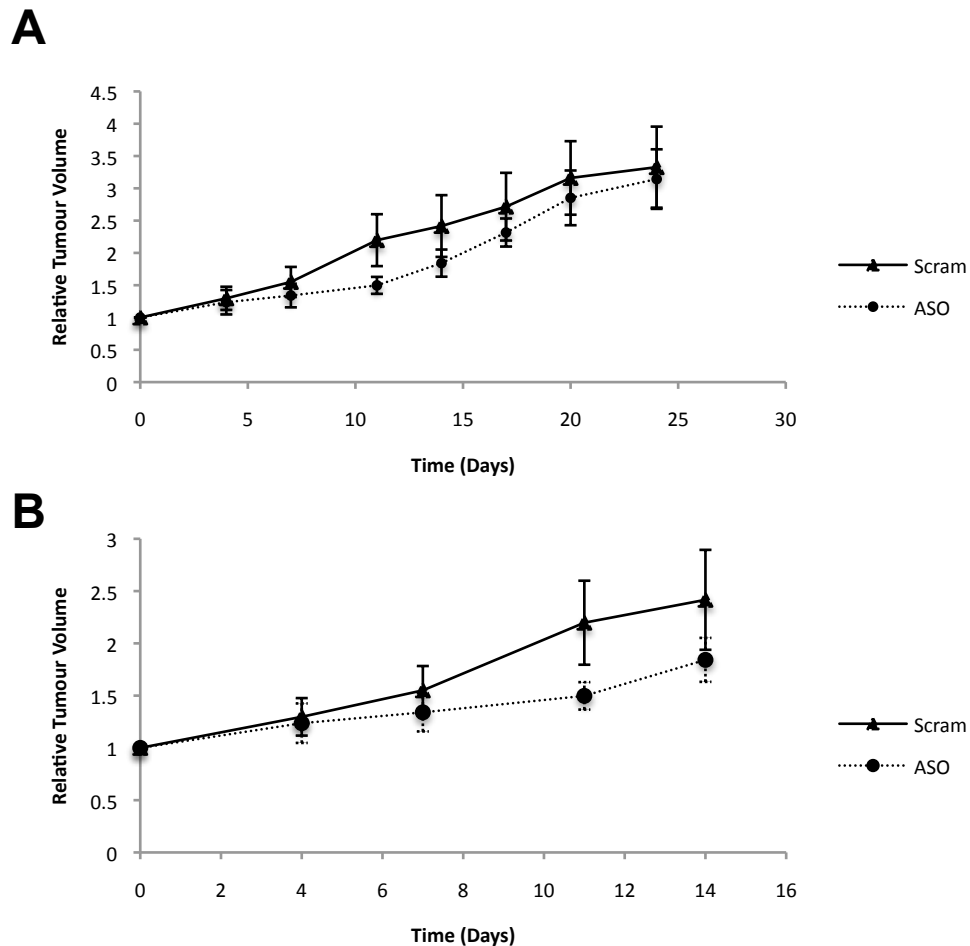 A
Relative Tumour Volume
4.5
4
3.5
3
2.5
2
1.5
1
0.5
0
0 5 10 15 20 25 30
Time (Days)
Scram
ASO
B
Relative Tumour Volume
3
2.5
2
1.5
1
0.5
0
0 2 4 6 8 10 12 14 16
Time (Days)
Scram
ASO